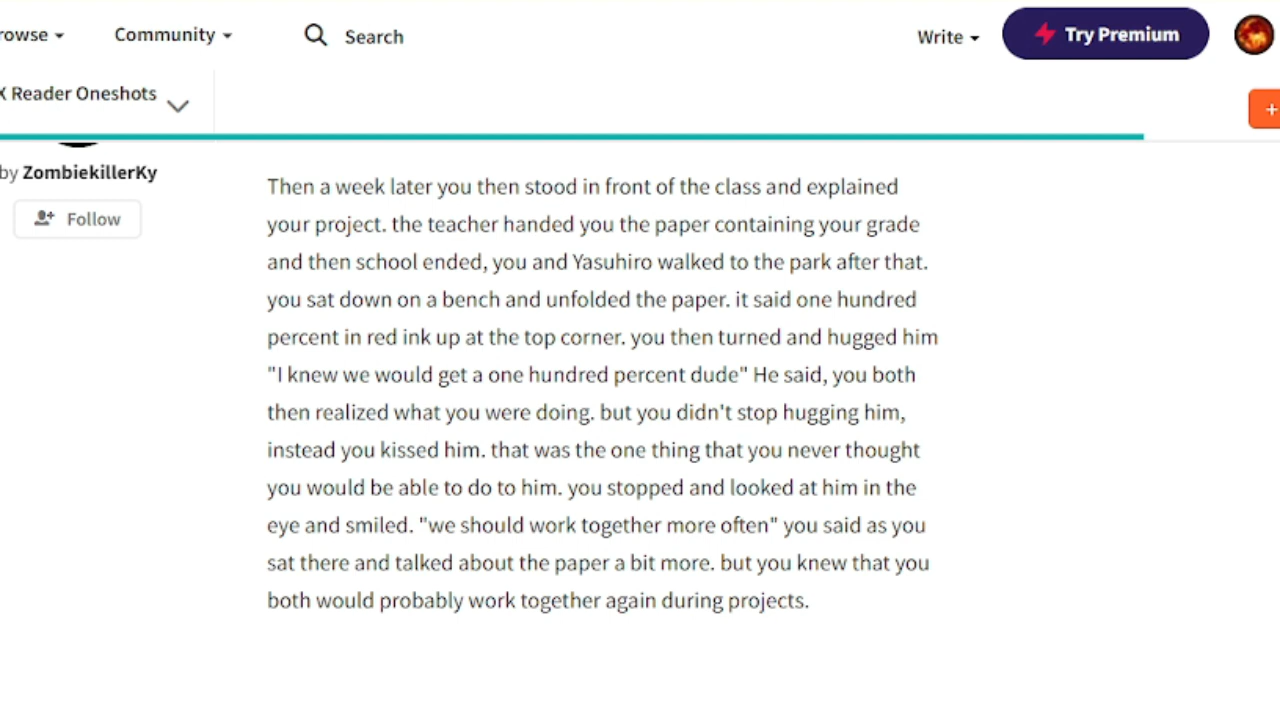 rowse
Community
Search
Write
Try Premium
X Reader Oneshots
+
by ZombiekillerKy
Follow
Then a week later you then stood in front of the class and explained
your project. the teacher handed you the paper containing your grade
and then school ended, you and Yasuhiro walked to the park after that.
you sat down on a bench and unfolded the paper. it said one hundred
percent in red ink up at the top corner. you then turned and hugged him
"I knew we would get a one hundred percent dude" He said, you both
then realized what you were doing. but you didn't stop hugging him,
instead you kissed him. that was the one thing that you never thought
you would be able to do to him. you stopped and looked at him in the
eye and smiled. "we should work together more often" you said as you
sat there and talked about the paper a bit more. but you knew that you
both would probably work together again during projects.